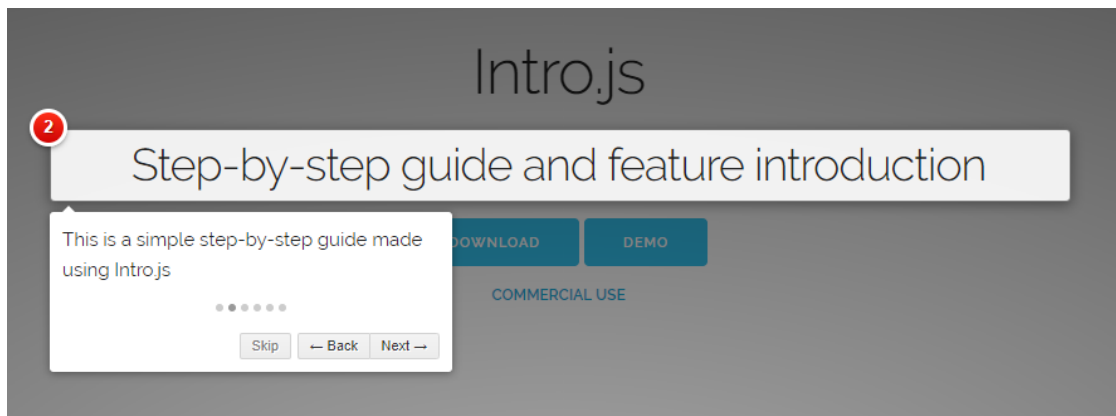 Intro.js
2
Step-by-step guide and feature introduction
This is a simple step-by-step guide made
using Intro.js
DOWNLOAD
DEMO
COMMERCIAL USE
Skip
← Back
Next →